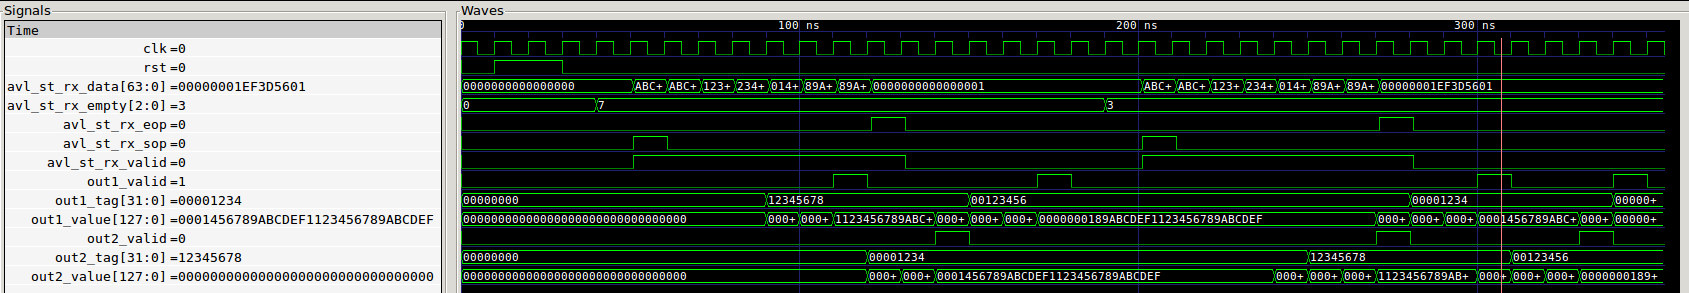 Signals
Waves
Time
0 100 ns 200 ns 300 ns
clk=0
rst=0
avl_st_rx_data[63:0]=00000001EF3D5601
0000000000000000 ABC+ ABC+ 123+ 234+ 014+ 89A+ 89A+ 0000000000000001 ABC+ ABC+ 123+ 234+ 014+ 89A+ 89A+ 00000001EF3D5601
avl_st_rx_empty[2:0]=3
0 7 3
avl_st_rx_eop=0
avl_st_rx_sop=0
avl_st_rx_valid=0
out1_valid=1
out1_tag[31:0]=00001234
00000000 12345678 00123456 00001234 00000+
out1_value[127:0]=0001456789ABCDEF1123456789ABCDEF
00000000000000000000000000000000 000+ 000+ 1123456789ABC+ 000+ 000+ 000+ 0000000189ABCDEF1123456789ABCDEF 000+ 000+ 000+ 0001456789ABC+ 000+ 00000+
out2_valid=0
out2_tag[31:0]=12345678
00000000 00001234 12345678 00123456
out2_value[127:0]=00000000000000000000000000000000
00000000000000000000000000000000 000+ 000+ 0001456789ABCDEF1123456789ABCDEF 000+ 000+ 000+ 1123456789AB+ 000+ 000+ 000+ 0000000189+